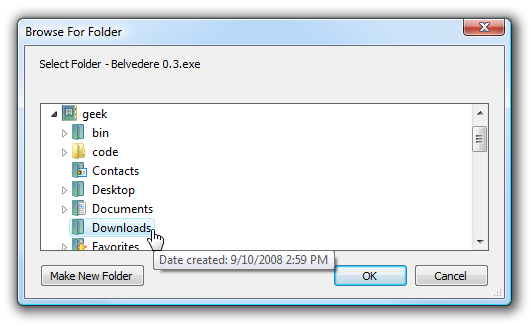 Browse For Folder
Select Folder - Belvedere 0.3.exe
geek
bin
code
Contacts
Desktop
Documents
Downloads
Favorites
Date created: 9/10/2008 2:59 PM
Make New Folder
OK
Cancel